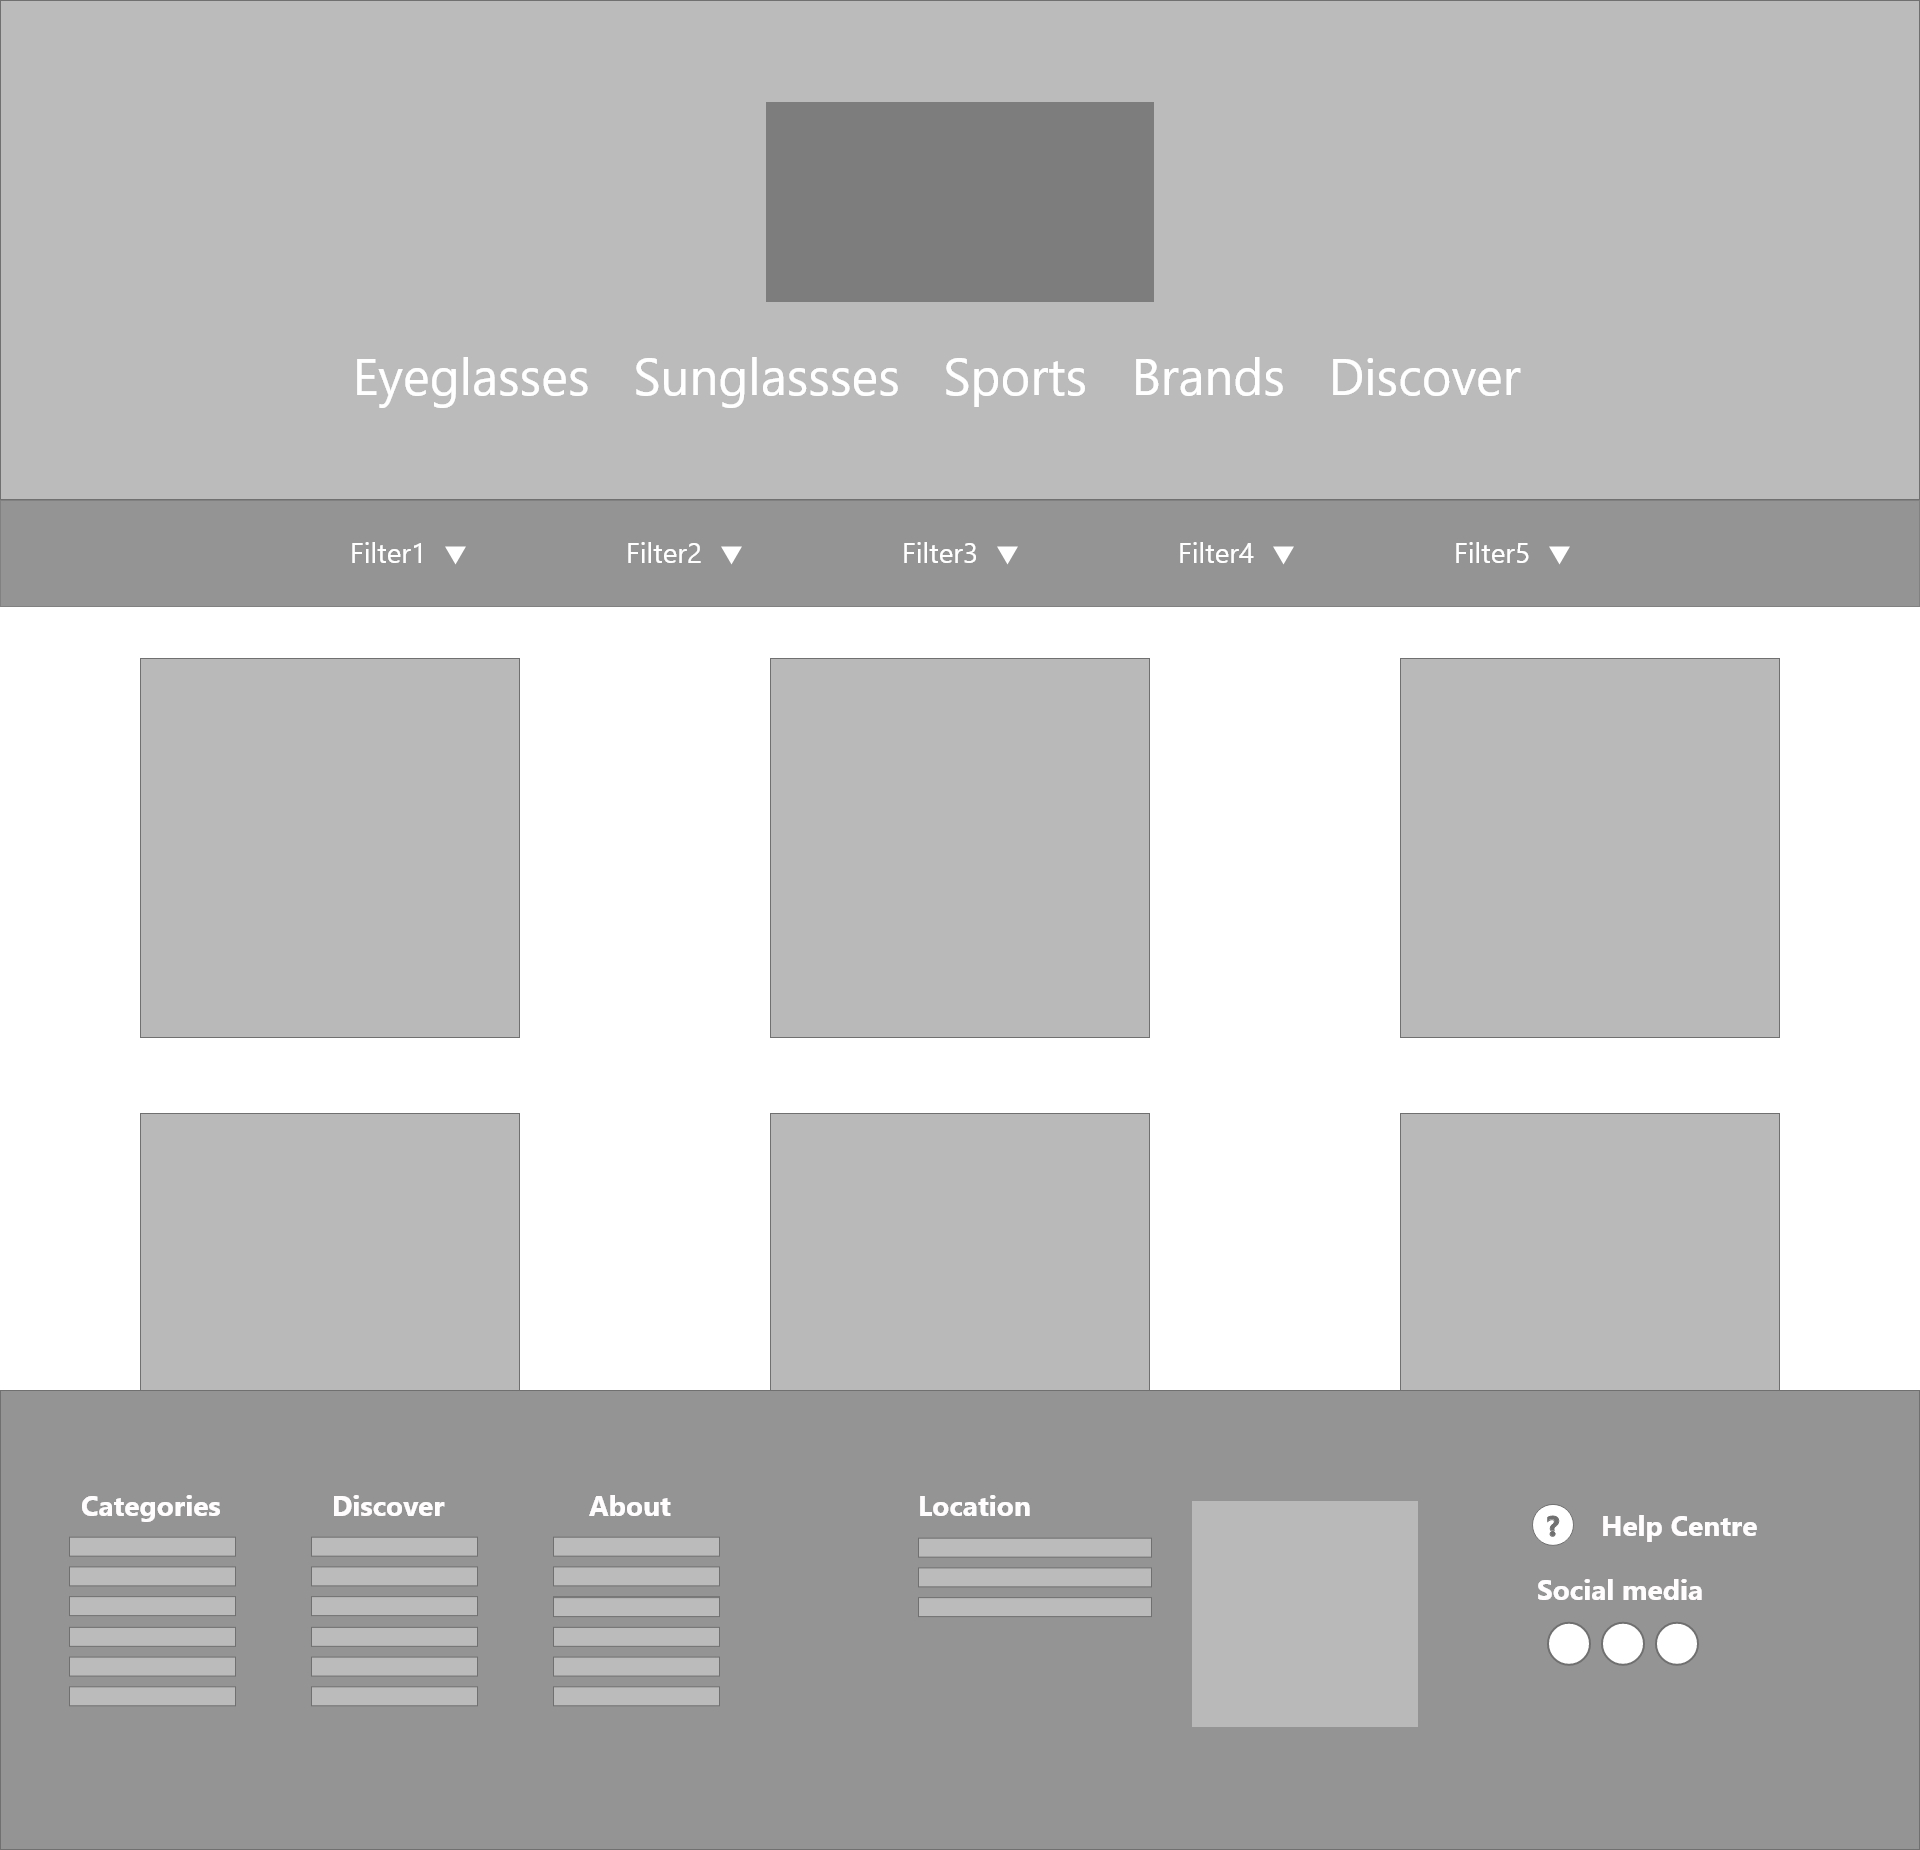 Eyeglasses Sunglassses Sports Brands Discover
Filter1 ▼ Filter2 ▼ Filter3 ▼ Filter4 ▼ Filter5 ▼
Categories Discover About Location
? Help Centre
Social media